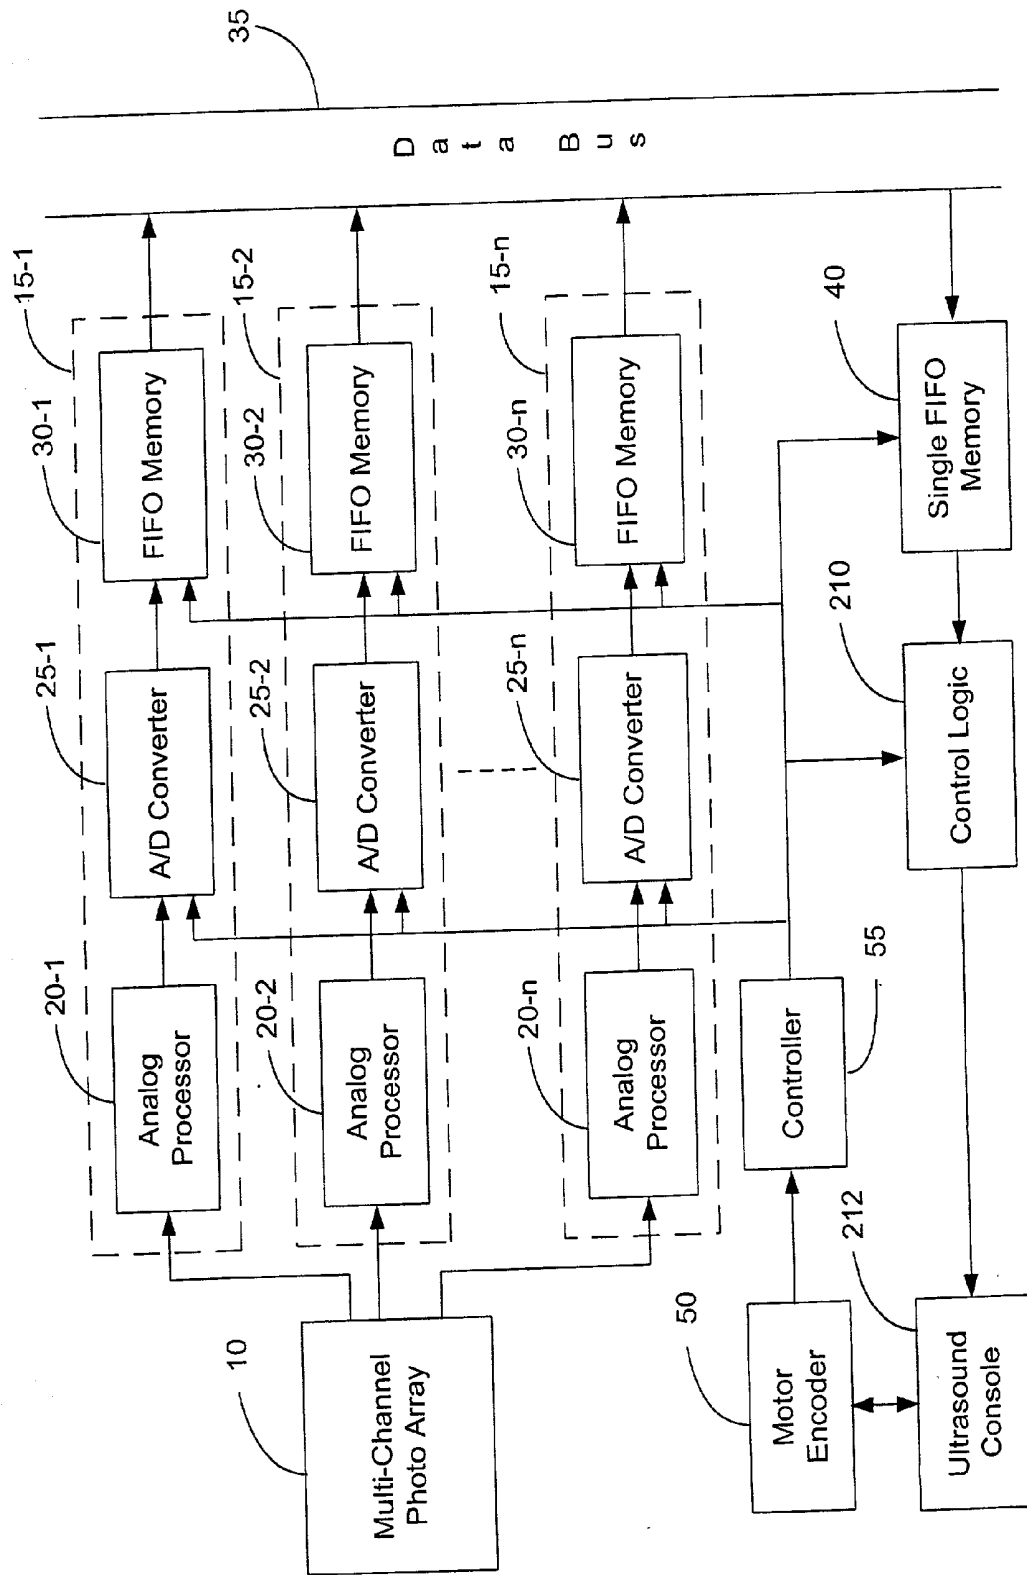 35
Data Bus
15-1
30-1
FIFO Memory
25-1
A/D Converter
20-1
Analog
Processor
15-2
30-2
FIFO Memory
25-2
A/D Converter
20-2
Analog
Processor
15-n
30-n
FIFO Memory
25-n
A/D Converter
20-n
Analog
Processor
10
Multi-Channel
Photo Array
40
Single FIFO
Memory
210
Control Logic
55
Controller
50
Motor
Encoder
212
Ultrasound
Console